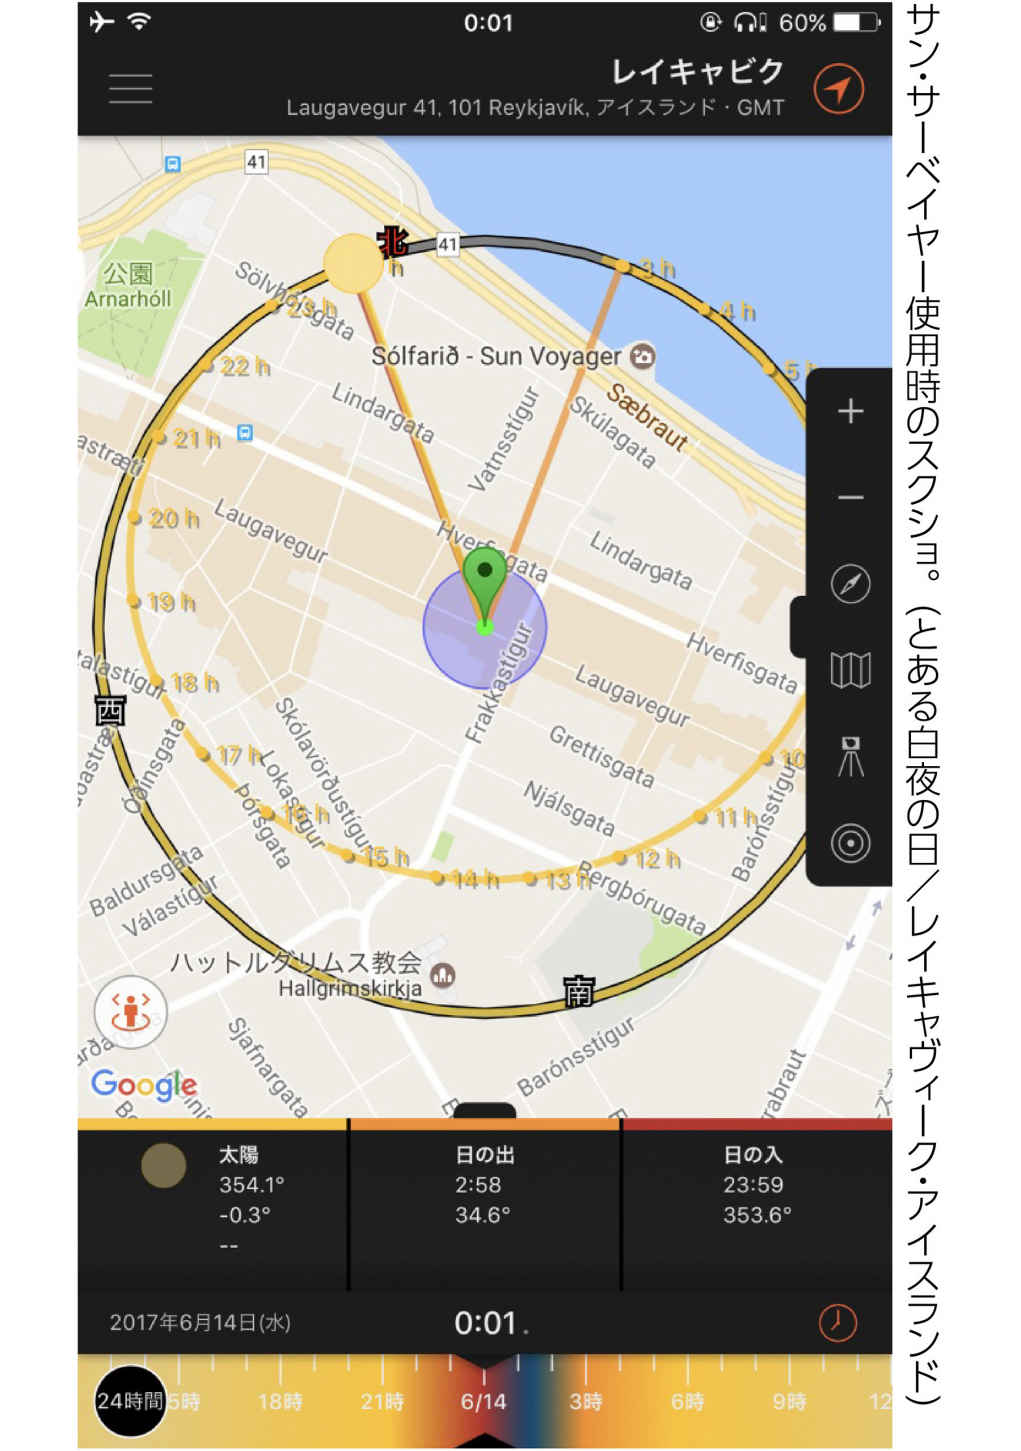 0:01
60%
レイキャビク
Laugavegur 41, 101 Reykjavík, アイスランド・GMT
サン・サーベイヤー使用時のスクショ。(とある白夜の日/レイキャヴィーク・アイスランド)
41
北
41
h
3 h
公園
Arnarhóll
Sölvhólsgata
23 h
4 h
Sólfarið - Sun Voyager
22 h
5 h
Lindargata
Vatnsstígur
Skúlagata
Sæbraut
21 h
20 h
Laugavegur
Hverfisgata
Lindargata
19 h
Hverfisgata
18 h
Laugavegur
Frakkastígur
西
Skólavörðustígur
17 h
Óðinsgata
Lokastígur
Grettisgata
10
Þórsgata
16 h
Njálsgata
11 h
15 h
12 h
Barónsstígur
14 h
13 h
Baldursgata
Bergþórugata
Válastígur
ハットルグリムス教会
Hallgrímskirkja
南
Sjafnargata
Barónsstígur
Google
太陽
354.1°
-0.3°
--
日の出
2:58
34.6°
日の入
23:59
353.6°
2017年6月14日(水)
0:01.
24時間
5時
18時
21時
6/14
3時
6時
9時
12